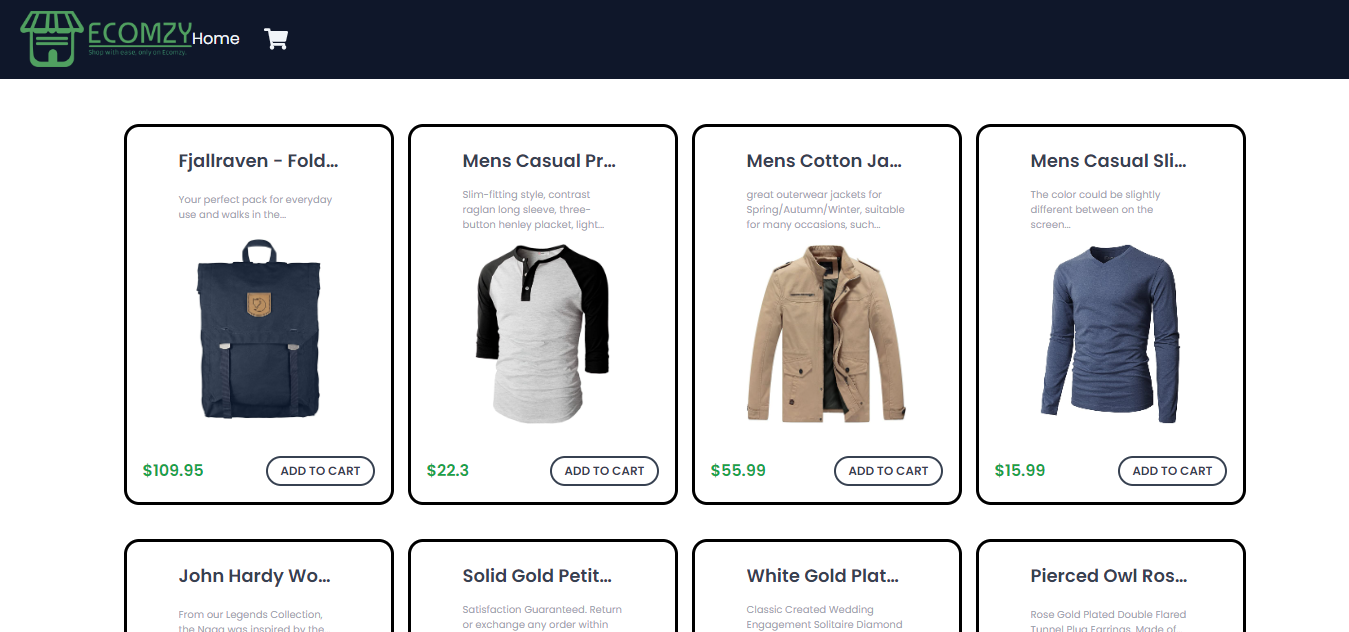 ECOMZY
Shop with ease, only on Ecomzy.
Home
Fjallraven - Fold...
Your perfect pack for everyday
use and walks in the...
$109.95
ADD TO CART
Mens Casual Pr...
Slim-fitting style, contrast
raglan long sleeve, three-
button henley placket, light...
$22.3
ADD TO CART
Mens Cotton Ja...
great outerwear jackets for
Spring/Autumn/Winter, suitable
for many occasions, such...
$55.99
ADD TO CART
Mens Casual Sli...
The color could be slightly
different between on the
screen...
$15.99
ADD TO CART
John Hardy Wo...
From our Legends Collection,
the Naga was inspired by the
Solid Gold Petit...
Satisfaction Guaranteed. Return
or exchange any order within
White Gold Plat...
Classic Created Wedding
Engagement Solitaire Diamond
Pierced Owl Ros...
Rose Gold Plated Double Flared
Tunnel Plug Earrings. Made of